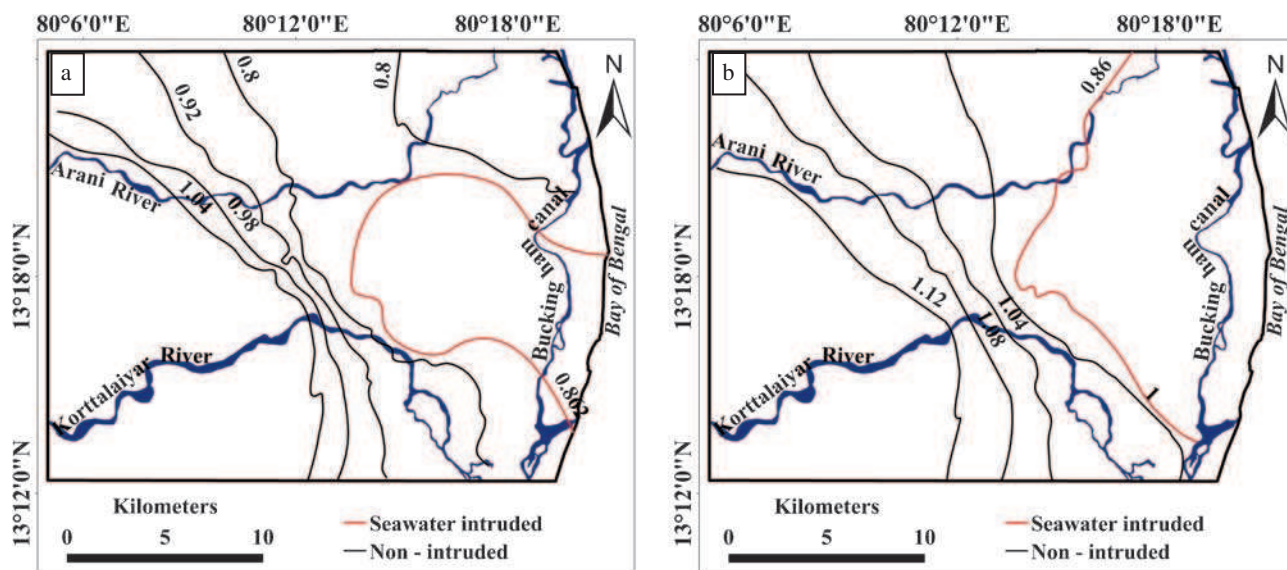 80°6'0"E 80°12'0"E 80°18'0"E
a
N
0.8
0.8
0.92
Arani River
1.04
0.98
canal
Bucking ham
Bay of Bengal
13°18'0"N
Korttalaiyar River
0.862
13°12'0"N
Kilometers
0 5 10
Seawater intruded
Non - intruded
80°6'0"E 80°12'0"E 80°18'0"E
b
N
0.86
Arani River
canal
Bucking ham
Bay of Bengal
13°18'0"N
1.12
1.04
1.08
Korttalaiyar River
1
13°12'0"N
Kilometers
0 5 10
Seawater intruded
Non - intruded